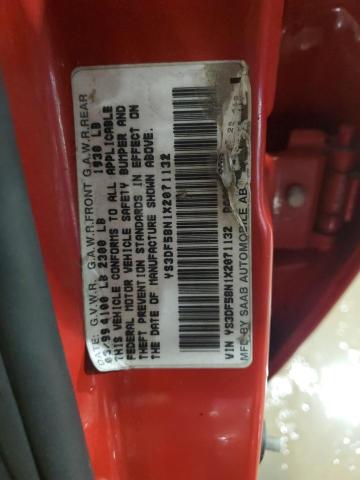 DATE G.V.W.R. G.A.W.R.FRONT G.A.W.R.REAR
03/99 4100 LB 2300 LB 1930 LB
THIS VEHICLE CONFORMS TO ALL APPLICABLE
FEDERAL MOTOR VEHICLE SAFETY BUMPER AND
THEFT PREVENTION STANDARDS IN EFFECT ON
THE DATE OF MANUFACTURE SHOWN ABOVE.
YS3DF58N1X2071132
VIN YS3DF58N1X2071132
MFG BY SAAB AUTOMOBILE AB